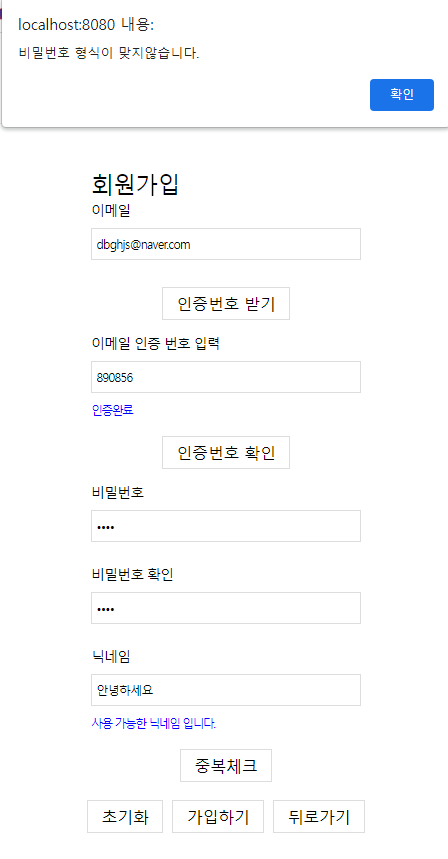 localhost:8080 내용:
비밀번호 형식이 맞지않습니다.
확인
회원가입
이메일
dbghjs@naver.com
인증번호 받기
이메일 인증 번호 입력
890856
인증완료
인증번호 확인
비밀번호
••••
비밀번호 확인
••••
닉네임
안녕하세요
사용 가능한 닉네임 입니다.
중복체크
초기화 가입하기 뒤로가기